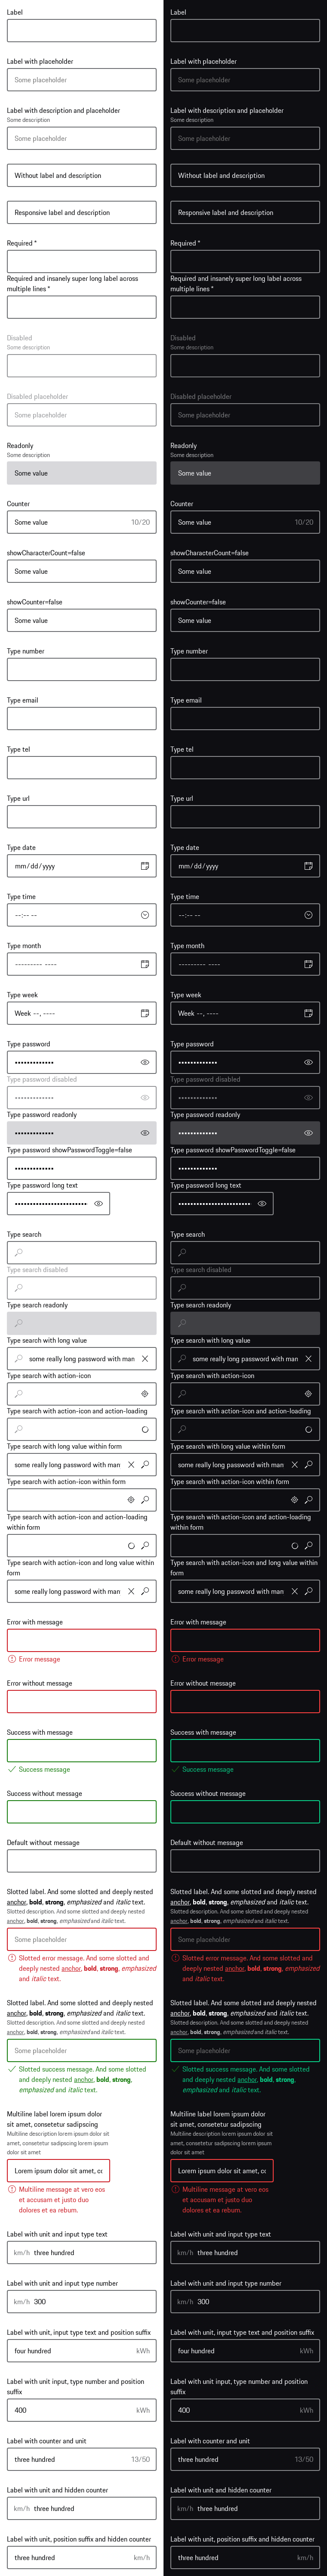 Label
Label with placeholder
Some placeholder
Label with description and placeholder
Some description
Some placeholder
Without label and description
Responsive label and description
Required *
Required and insanely super long label across
multiple lines *
Disabled
Some description
Disabled placeholder
Some placeholder
Readonly
Some description
Some value
Counter
Some value 10/20
showCharacterCount=false
Some value
showCounter=false
Some value
Type number
Type email
Type tel
Type url
Type date
mm/dd/yyyy
Type time
--:-- --
Type month
--------- ----
Type week
Week --, ----
Type password
•••••••••••••
Type password disabled
•••••••••••••
Type password readonly
•••••••••••••
Type password showPasswordToggle=false
•••••••••••••
Type password long text
••••••••••••••••••••••••
Type search
Type search disabled
Type search readonly
Type search with long value
some really long password with man
Type search with action-icon
Type search with action-icon and action-loading
Type search with long value within form
some really long password with man
Type search with action-icon within form
Type search with action-icon and action-loading
within form
Type search with action-icon and long value within
form
some really long password with man
Error with message
Error message
Error without message
Success with message
Success message
Success without message
Default without message
Slotted label. And some slotted and deeply nested
anchor, bold, strong, emphasized and italic text.
Slotted description. And some slotted and deeply nested
anchor, bold, strong, emphasized and italic text.
Some placeholder
Slotted error message. And some slotted and
deeply nested anchor, bold, strong, emphasized
and italic text.
Slotted label. And some slotted and deeply nested
anchor, bold, strong, emphasized and italic text.
Slotted description. And some slotted and deeply nested
anchor, bold, strong, emphasized and italic text.
Some placeholder
Slotted success message. And some slotted
and deeply nested anchor, bold, strong,
emphasized and italic text.
Multiline label lorem ipsum dolor
sit amet, consetetur sadipscing
Multiline description lorem ipsum dolor sit
amet, consetetur sadipscing lorem ipsum
dolor sit amet
Lorem ipsum dolor sit amet, co
Multiline message at vero eos
et accusam et justo duo
dolores et ea rebum.
Label with unit and input type text
km/h three hundred
Label with unit and input type number
km/h 300
Label with unit, input type text and position suffix
four hundred kWh
Label with unit input, type number and position
suffix
400 kWh
Label with counter and unit
three hundred 13/50
Label with unit and hidden counter
km/h three hundred
Label with unit, position suffix and hidden counter
three hundred km/h
Label
Label with placeholder
Some placeholder
Label with description and placeholder
Some description
Some placeholder
Without label and description
Responsive label and description
Required *
Required and insanely super long label across
multiple lines *
Disabled
Some description
Disabled placeholder
Some placeholder
Readonly
Some description
Some value
Counter
Some value 10/20
showCharacterCount=false
Some value
showCounter=false
Some value
Type number
Type email
Type tel
Type url
Type date
mm/dd/yyyy
Type time
--:-- --
Type month
--------- ----
Type week
Week --, ----
Type password
•••••••••••••
Type password disabled
•••••••••••••
Type password readonly
•••••••••••••
Type password showPasswordToggle=false
•••••••••••••
Type password long text
••••••••••••••••••••••••
Type search
Type search disabled
Type search readonly
Type search with long value
some really long password with man
Type search with action-icon
Type search with action-icon and action-loading
Type search with long value within form
some really long password with man
Type search with action-icon within form
Type search with action-icon and action-loading
within form
Type search with action-icon and long value within
form
some really long password with man
Error with message
Error message
Error without message
Success with message
Success message
Success without message
Default without message
Slotted label. And some slotted and deeply nested
anchor, bold, strong, emphasized and italic text.
Slotted description. And some slotted and deeply nested
anchor, bold, strong, emphasized and italic text.
Some placeholder
Slotted error message. And some slotted and
deeply nested anchor, bold, strong, emphasized
and italic text.
Slotted label. And some slotted and deeply nested
anchor, bold, strong, emphasized and italic text.
Slotted description. And some slotted and deeply nested
anchor, bold, strong, emphasized and italic text.
Some placeholder
Slotted success message. And some slotted
and deeply nested anchor, bold, strong,
emphasized and italic text.
Multiline label lorem ipsum dolor
sit amet, consetetur sadipscing
Multiline description lorem ipsum dolor sit
amet, consetetur sadipscing lorem ipsum
dolor sit amet
Lorem ipsum dolor sit amet, co
Multiline message at vero eos
et accusam et justo duo
dolores et ea rebum.
Label with unit and input type text
km/h three hundred
Label with unit and input type number
km/h 300
Label with unit, input type text and position suffix
four hundred kWh
Label with unit input, type number and position
suffix
400 kWh
Label with counter and unit
three hundred 13/50
Label with unit and hidden counter
km/h three hundred
Label with unit, position suffix and hidden counter
three hundred km/h